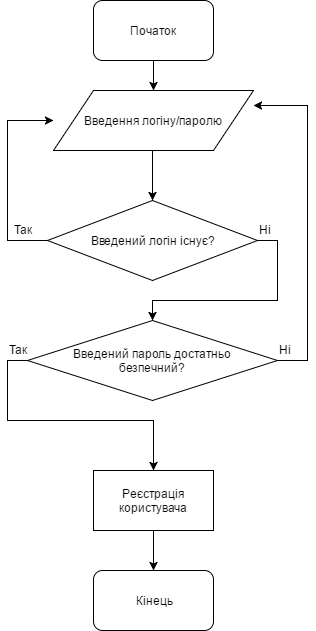 Початок
Введення логіну/паролю
Так
Ні
Введений логін існує?
Так
Ні
Введений пароль достатньо
безпечний?
Реєстрація
користувача
Кінець